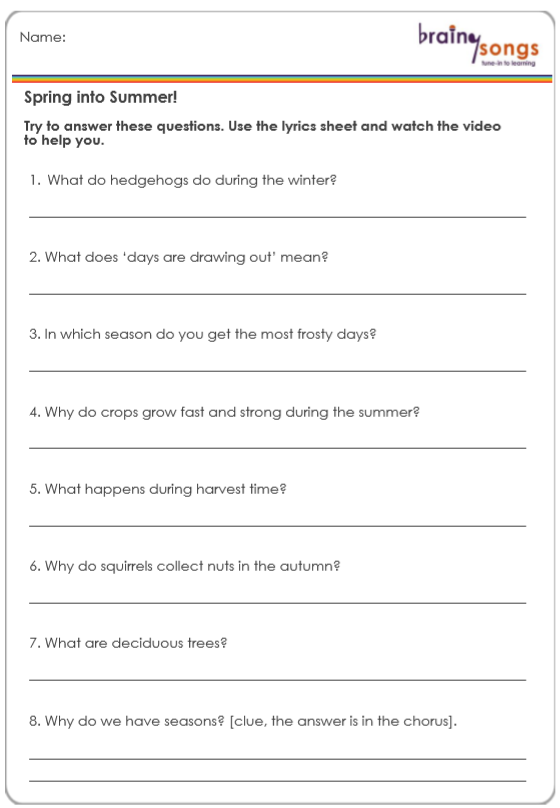 Name:
brainy
songs
tune-in to learning
Spring into Summer!
Try to answer these questions. Use the lyrics sheet and watch the video
to help you.
1. What do hedgehogs do during the winter?
2. What does ‘days are drawing out’ mean?
3. In which season do you get the most frosty days?
4. Why do crops grow fast and strong during the summer?
5. What happens during harvest time?
6. Why do squirrels collect nuts in the autumn?
7. What are deciduous trees?
8. Why do we have seasons? [clue, the answer is in the chorus].